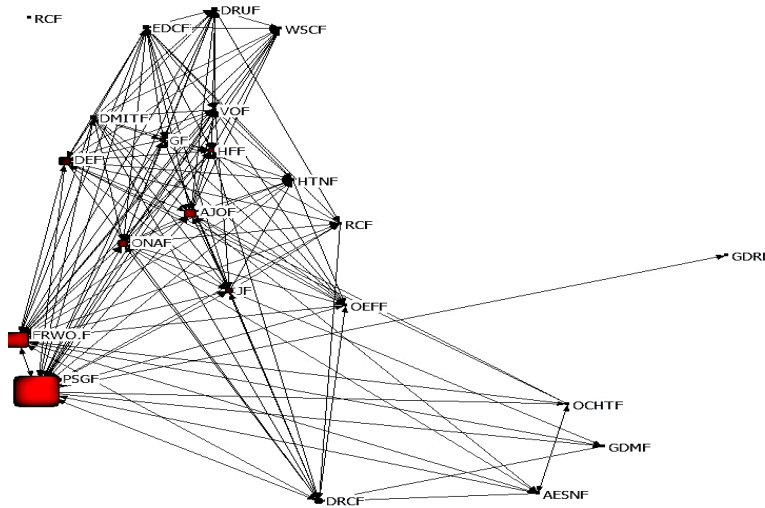 DRUF
RCF
EDCF
WSCF
VOF
DMITF
GF
HFF
DEF
HTNF
AJOF
RCF
ONAF
GDRI
JF
OEFF
FRWO.F
PSGF
OCHTF
GDMF
AESNF
DRCF